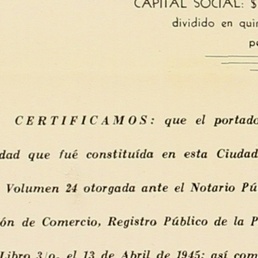 CAPITAL SOCIAL: $
dividido en quin
pe
CERTIFICAMOS: que el portado
dad que fué constituída en esta Ciudad
Volumen 24 otorgada ante el Notario Pú
ón de Comercio, Registro Público de la P
Libro 3/o. el 13 de Abril de 1945; así com